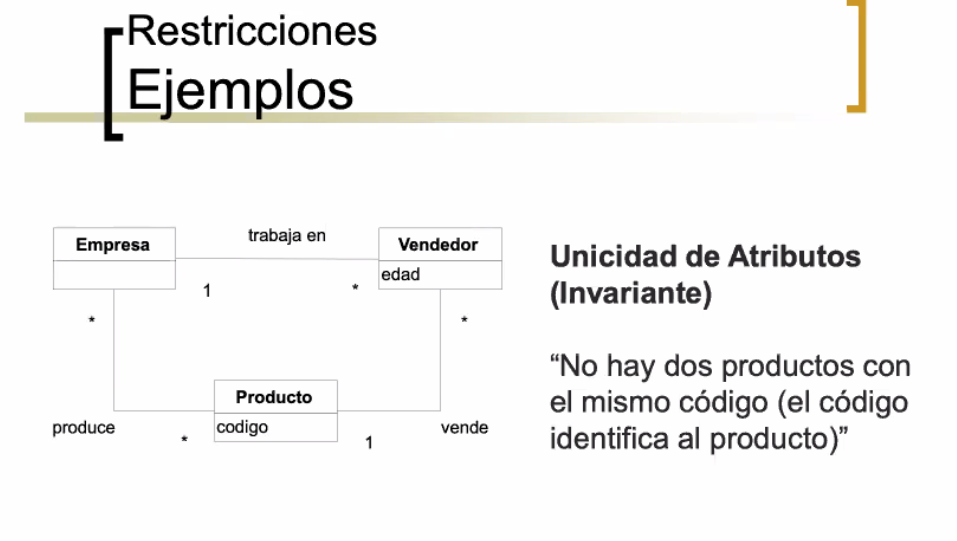 Restricciones
Ejemplos
Empresa
trabaja en
Vendedor
edad
1
*
*
*
Producto
codigo
produce
*
1
vende
Unicidad de Atributos
(Invariante)
“No hay dos productos con
el mismo código (el código
identifica al producto)”